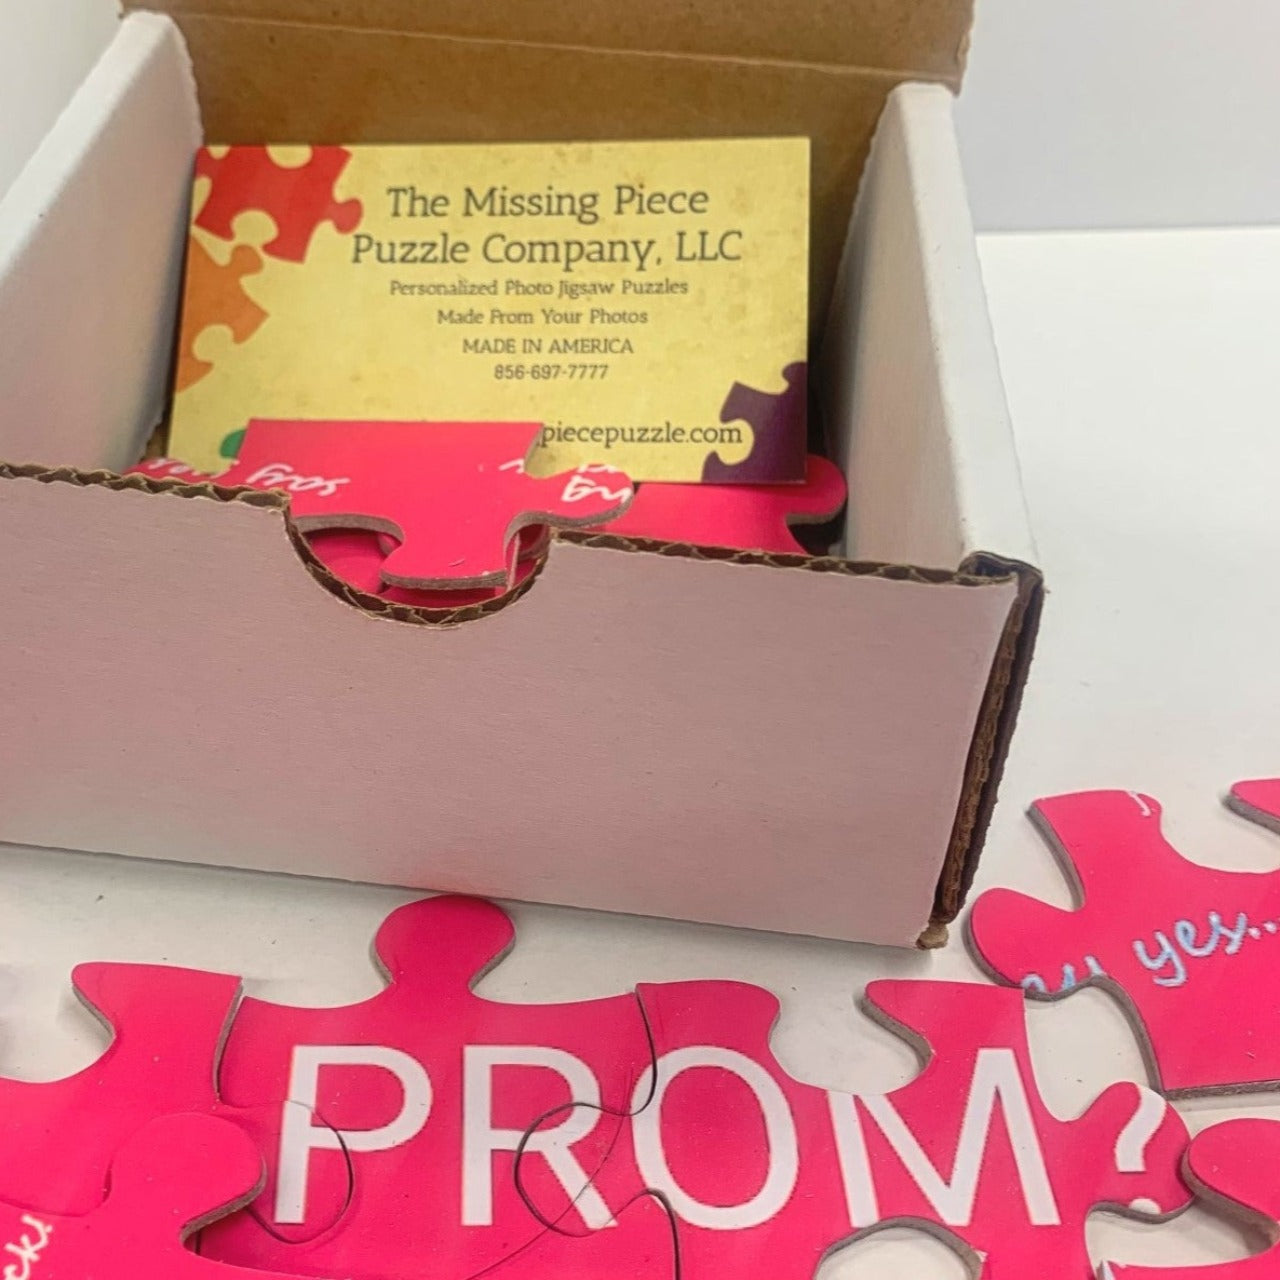 The Missing Piece
Puzzle Company, LLC
Personalized Photo Jigsaw Puzzles
Made From Your Photos
MADE IN AMERICA
856-697-7777
piecepuzzle.com
say
yes..
PROM?